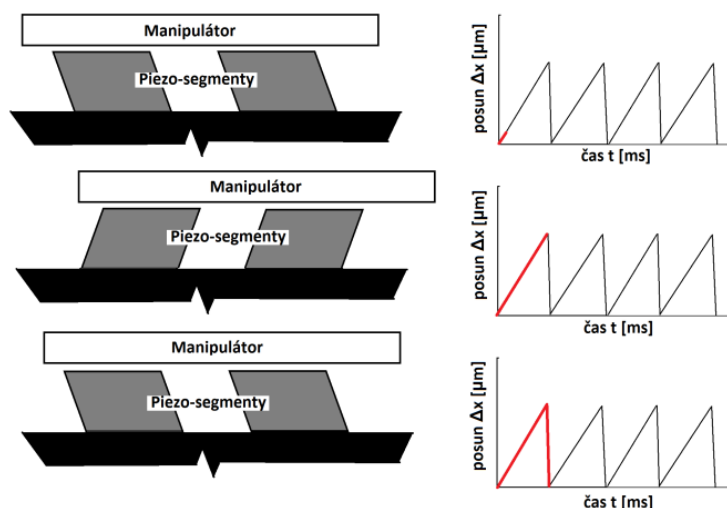 Manipulátor
Piezo-segmenty
posun Δx [µm]
čas t [ms]
Manipulátor
Piezo-segmenty
posun Δx [µm]
čas t [ms]
Manipulátor
Piezo-segmenty
posun Δx [µm]
čas t [ms]